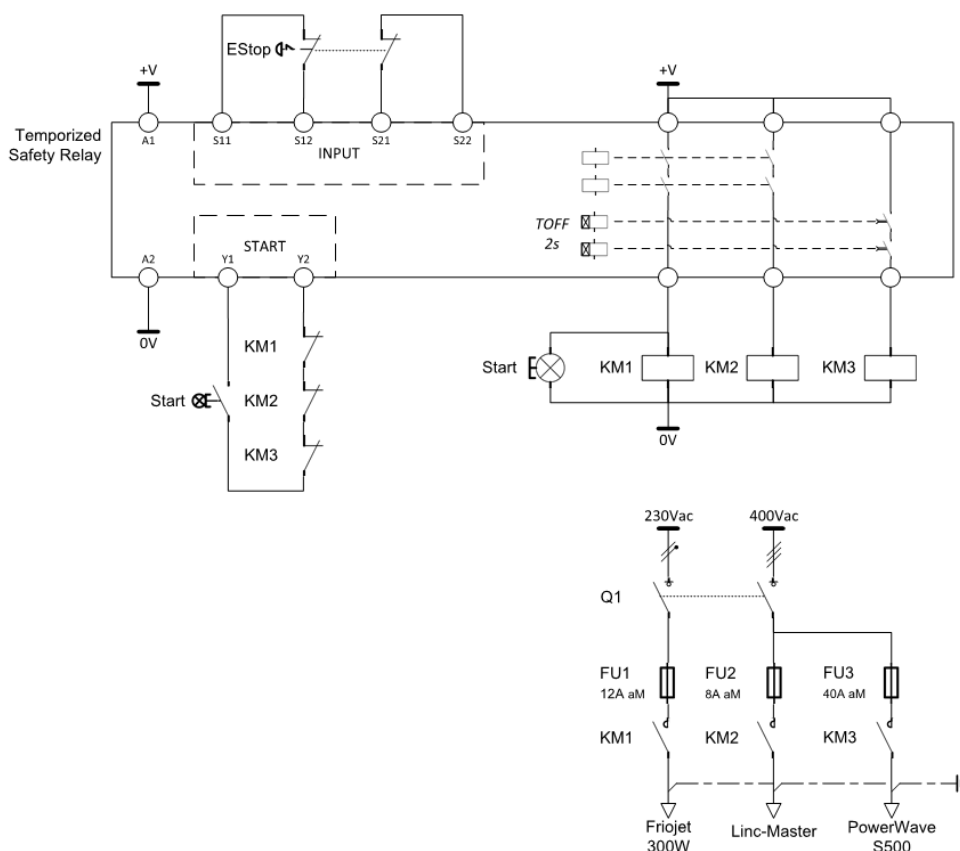 EStop
+V
+V
Temporized
Safety Relay
A1
S11
S12
S21
S22
INPUT
TOFF
2s
START
A2
Y1
Y2
0V
KM1
KM2
KM3
Start
Start
KM1
KM2
KM3
0V
230Vac
400Vac
Q1
FU1
12A aM
FU2
8A aM
FU3
40A aM
KM1
KM2
KM3
Friojet
300W
Linc-Master
PowerWave
S500